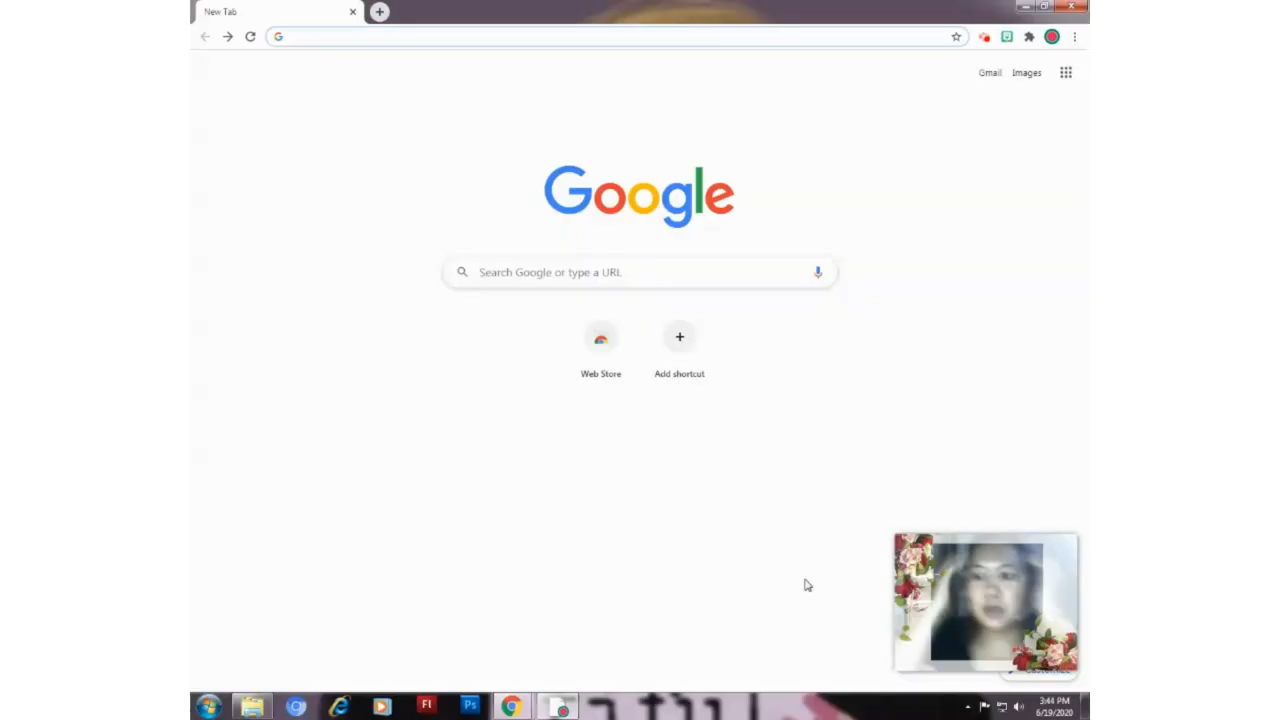 New Tab
Gmail Images
Google
Search Google or type a URL
Web Store Add shortcut
Fl Ps
3:44 PM
6/19/2020